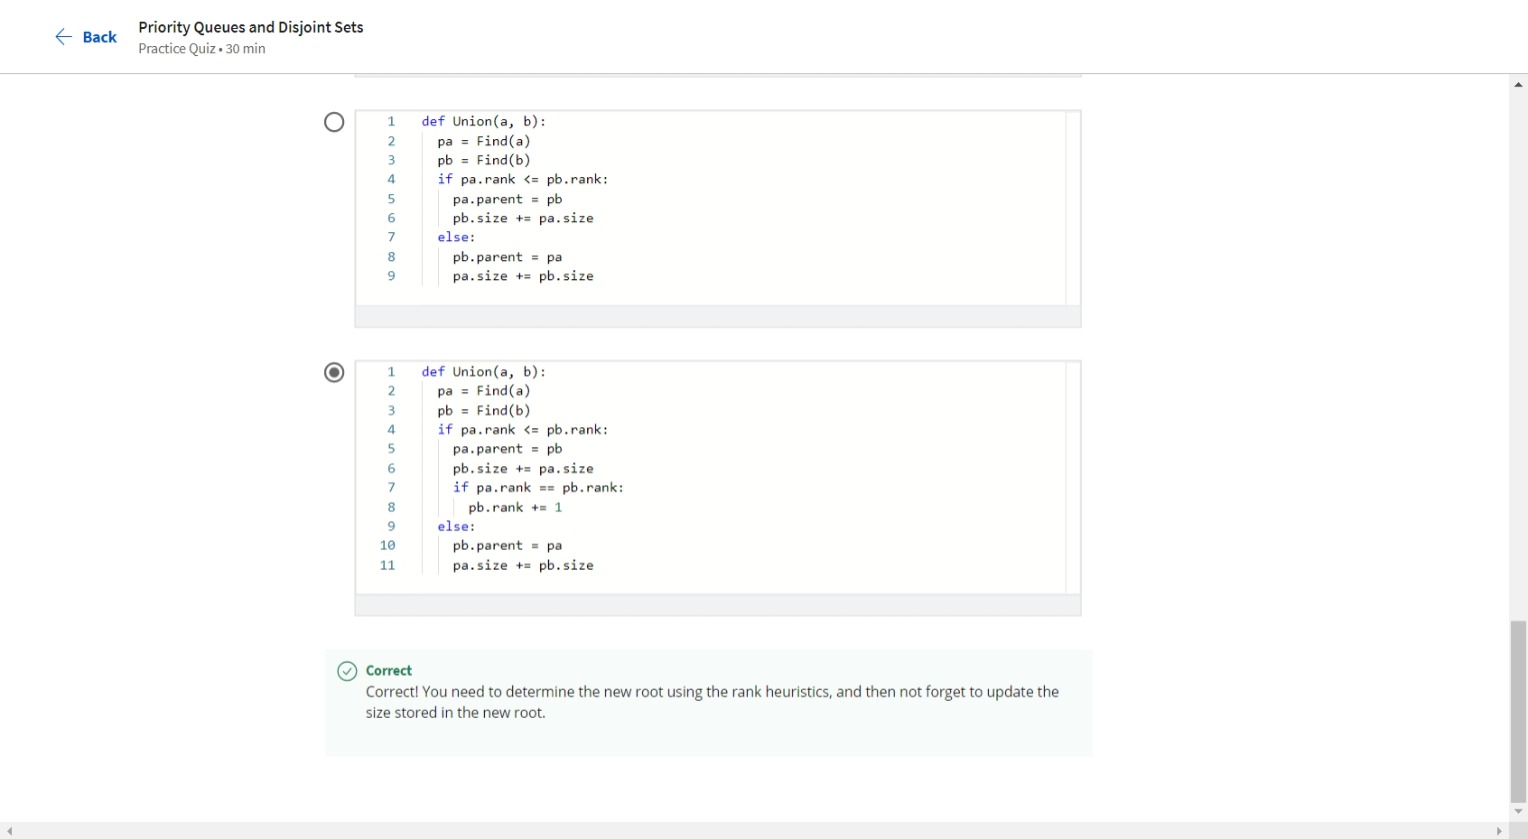 Back
Priority Queues and Disjoint Sets
Practice Quiz • 30 min
1 def Union(a, b):
2 pa = Find(a)
3 pb = Find(b)
4 if pa.rank <= pb.rank:
5 pa.parent = pb
6 pb.size += pa.size
7 else:
8 pb.parent = pa
9 pa.size += pb.size
1 def Union(a, b):
2 pa = Find(a)
3 pb = Find(b)
4 if pa.rank <= pb.rank:
5 pa.parent = pb
6 pb.size += pa.size
7 if pa.rank == pb.rank:
8 pb.rank += 1
9 else:
10 pb.parent = pa
11 pa.size += pb.size
Correct
Correct! You need to determine the new root using the rank heuristics, and then not forget to update the
size stored in the new root.